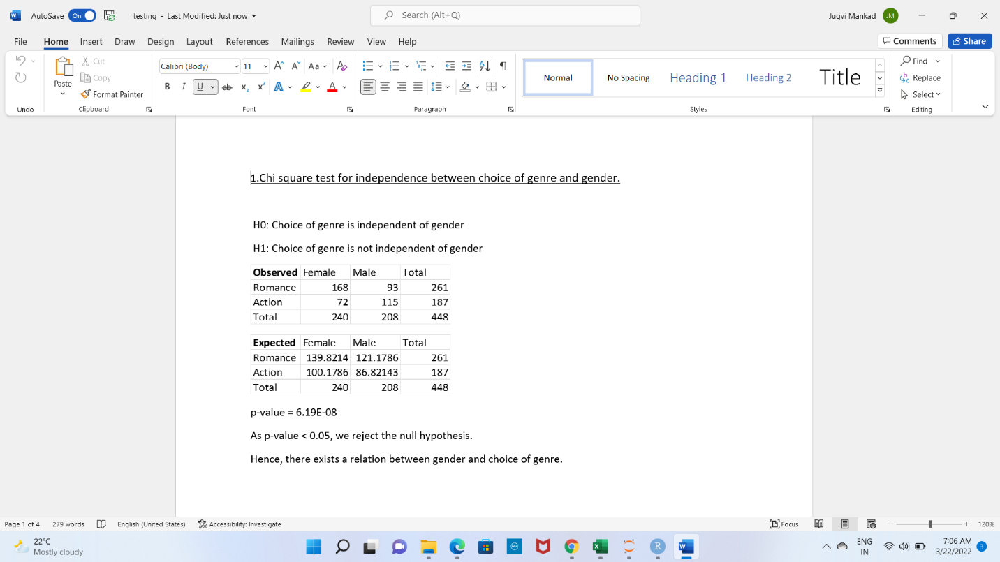 AutoSave On testing - Last Modified: Just now Search (Alt+Q) Jugvi Mankad JM
File Home Insert Draw Design Layout References Mailings Review View Help Comments Share
Paste Cut Copy Format Painter
Calibri (Body) 11 Aa
B I U ab x₂ x² A A
Normal No Spacing Heading 1 Heading 2 Title
Find
Replace
Select
Undo Clipboard Font Paragraph Styles Editing
1.Chi square test for independence between choice of genre and gender.
H0: Choice of genre is independent of gender
H1: Choice of genre is not independent of gender
Observed Female Male Total
Romance 168 93 261
Action 72 115 187
Total 240 208 448
Expected Female Male Total
Romance 139.8214 121.1786 261
Action 100.1786 86.82143 187
Total 240 208 448
p-value = 6.19E-08
As p-value < 0.05, we reject the null hypothesis.
Hence, there exists a relation between gender and choice of genre.
Page 1 of 4 279 words English (United States) Accessibility: Investigate Focus 120%
22°C
Mostly cloudy
ENG
IN
7:06 AM
3/22/2022
3